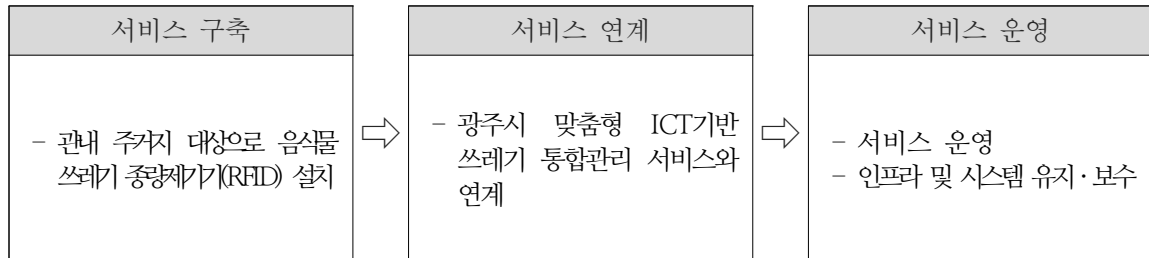 서비스 구축
- 관내 주거지 대상으로 음식물
쓰레기 종량제기기(RFID) 설치
서비스 연계
- 광주시 맞춤형 ICT기반
쓰레기 통합관리 서비스와
연계
서비스 운영
- 서비스 운영
- 인프라 및 시스템 유지·보수